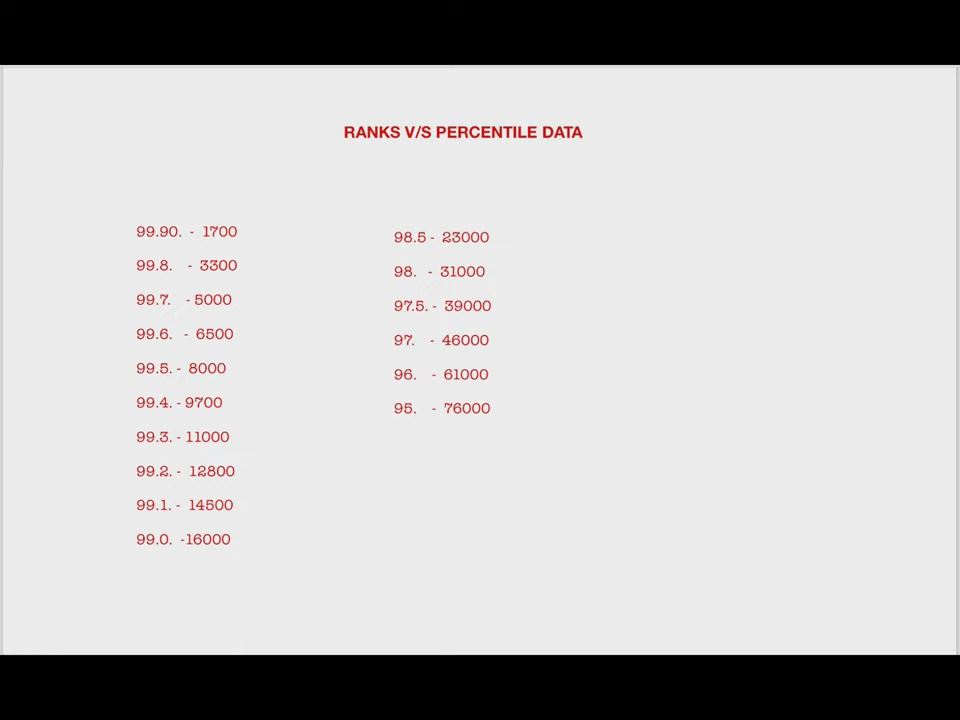 RANKS V/S PERCENTILE DATA
99.90. - 1700
99.8. - 3300
99.7. - 5000
99.6. - 6500
99.5. - 8000
99.4. - 9700
99.3. - 11000
99.2. - 12800
99.1. - 14500
99.0. -16000
98.5 - 23000
98. - 31000
97.5. - 39000
97. - 46000
96. - 61000
95. - 76000